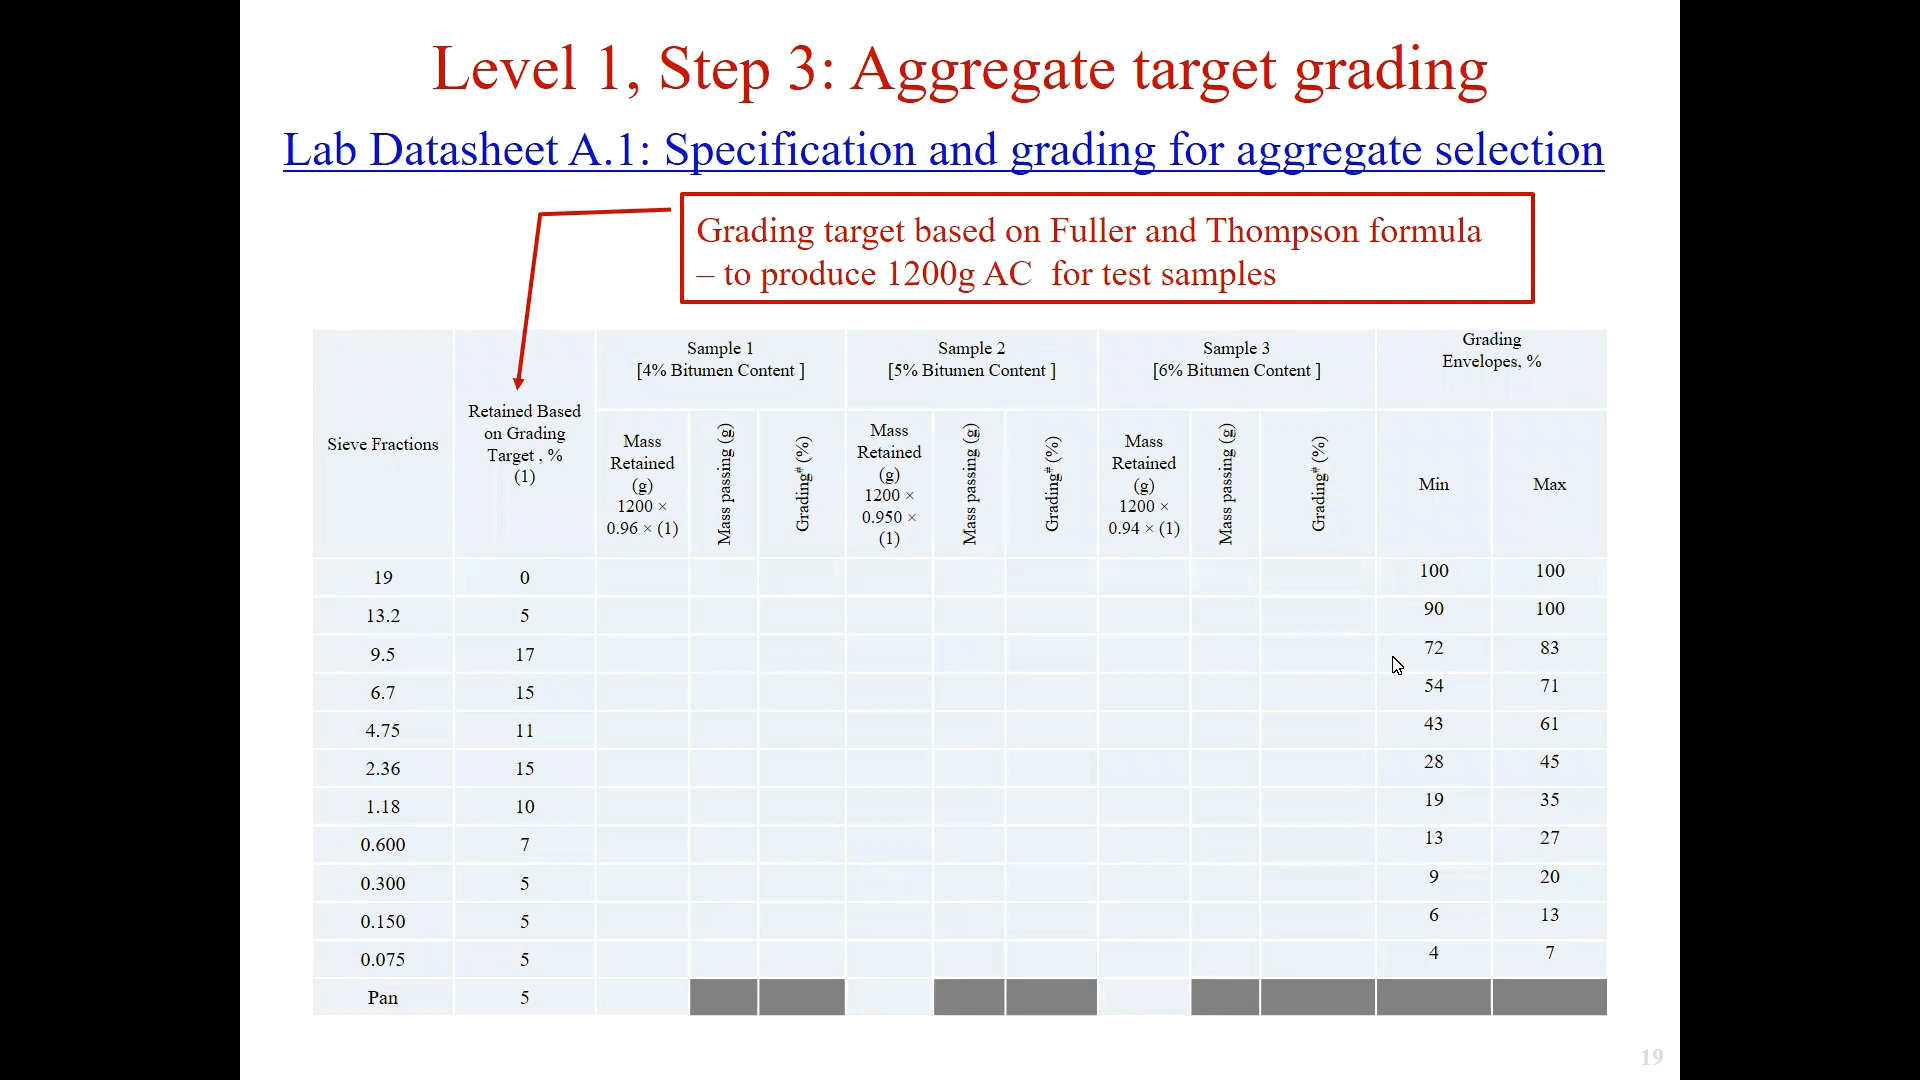 Level 1, Step 3: Aggregate target grading
Lab Datasheet A.1: Specification and grading for aggregate selection
Grading target based on Fuller and Thompson formula
– to produce 1200g AC for test samples
Sieve Fractions
Retained Based
on Grading
Target , %
(1)
Sample 1
[4% Bitumen Content ]
Sample 2
[5% Bitumen Content ]
Sample 3
[6% Bitumen Content ]
Grading
Envelopes, %
Mass
Retained
(g)
1200 ×
0.96 × (1)
Mass passing (g)
Grading# (%)
Mass
Retained
(g)
1200 ×
0.950 ×
(1)
Mass passing (g)
Grading# (%)
Mass
Retained
(g)
1200 ×
0.94 × (1)
Mass passing (g)
Grading# (%)
Min
Max
19 0 100 100
13.2 5 90 100
9.5 17 72 83
6.7 15 54 71
4.75 11 43 61
2.36 15 28 45
1.18 10 19 35
0.600 7 13 27
0.300 5 9 20
0.150 5 6 13
0.075 5 4 7
Pan 5
19